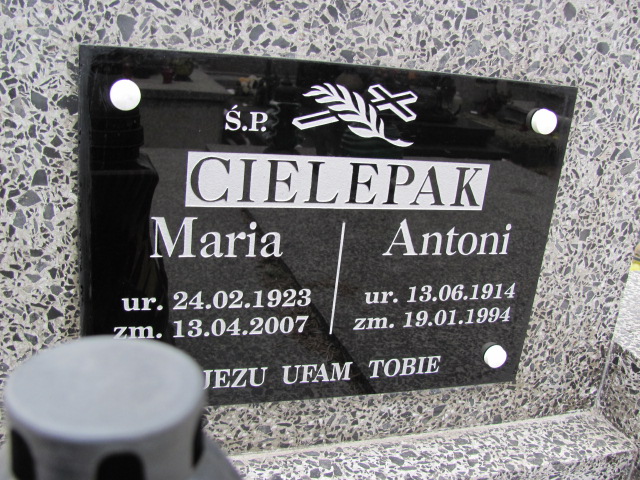 Ś.P.
CIELEPAK
Maria Antoni
ur. 24.02.1923 ur. 13.06.1914
zm. 13.04.2007 zm. 19.01.1994
JEZU UFAM TOBIE